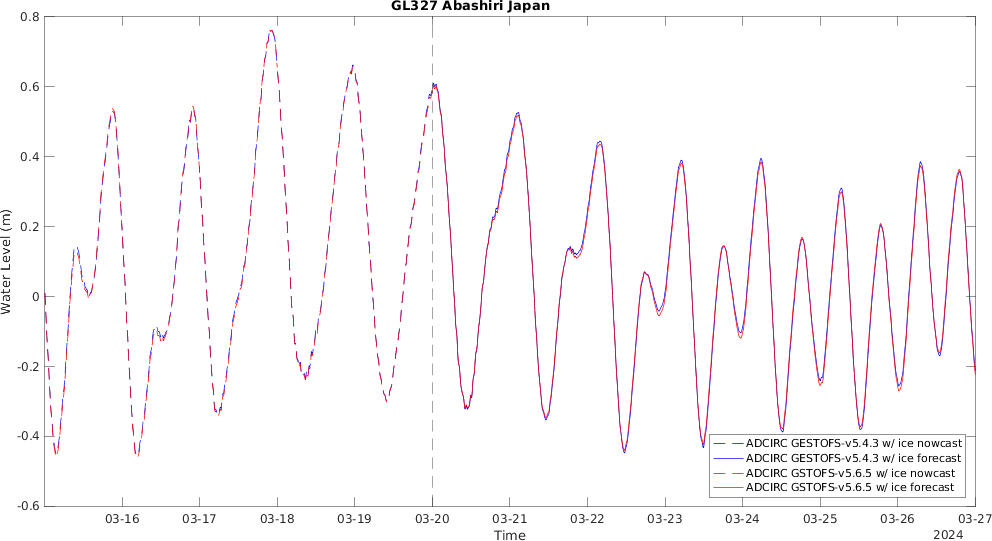 GL327 Abashiri Japan
0.8
0.6
0.4
0.2
0
-0.2
-0.4
-0.6
Water Level (m)
ADCIRC GESTOFS-v5.4.3 w/ ice nowcast
ADCIRC GESTOFS-v5.4.3 w/ ice forecast
ADCIRC GSTOFS-v5.6.5 w/ ice nowcast
ADCIRC GSTOFS-v5.6.5 w/ ice forecast
03-16 03-17 03-18 03-19 03-20 03-21 03-22 03-23 03-24 03-25 03-26 03-27
Time
2024